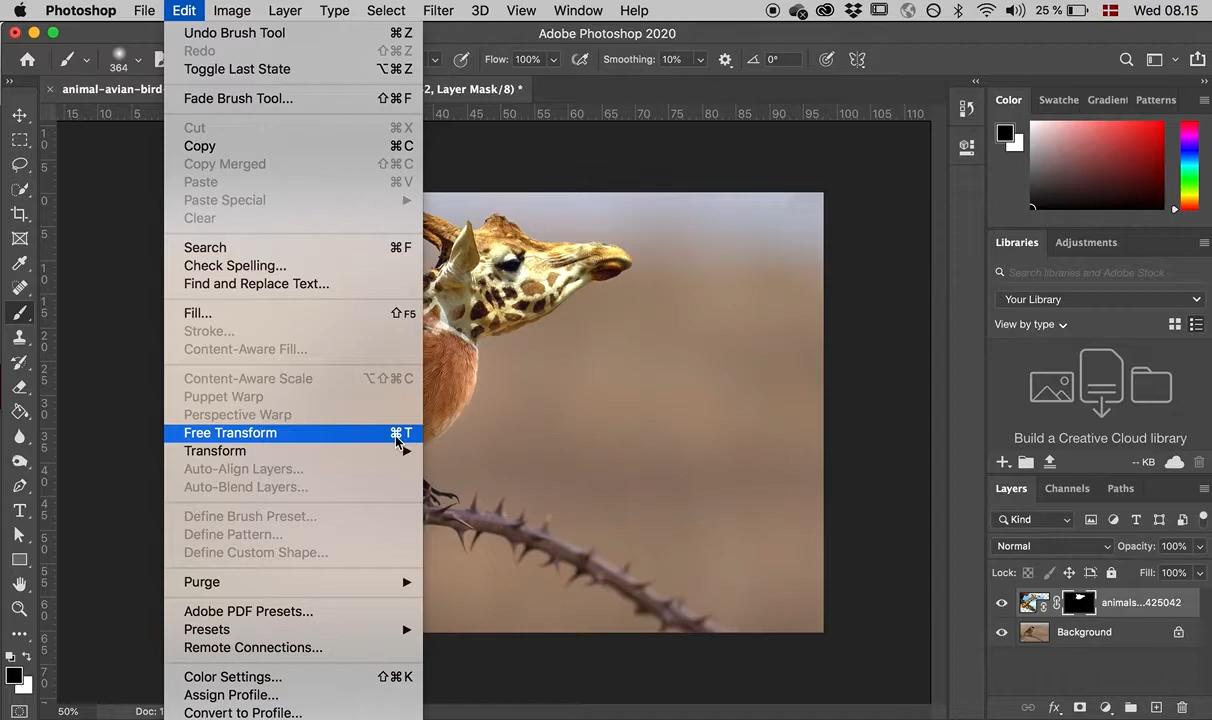 Photoshop File Edit Image Layer Type Select Filter 3D View Window Help 25 % Wed 08.15
Adobe Photoshop 2020
364 Flow: 100% Smoothing: 10% 0°
animal-avian-bird- 2, Layer Mask/8) *
15 10 5 40 45 50 55 60 65 70 75 80 85 90 95 100 105 110
Undo Brush Tool ⌘Z
Redo ⇧⌘Z
Toggle Last State ⌥⌘Z
Fade Brush Tool... ⇧⌘F
Cut ⌘X
Copy ⌘C
Copy Merged ⇧⌘C
Paste ⌘V
Paste Special
Clear
Search ⌘F
Check Spelling...
Find and Replace Text...
Fill... ⇧F5
Stroke...
Content-Aware Fill...
Content-Aware Scale ⌥⇧⌘C
Puppet Warp
Perspective Warp
Free Transform ⌘T
Transform
Auto-Align Layers...
Auto-Blend Layers...
Define Brush Preset...
Define Pattern...
Define Custom Shape...
Purge
Adobe PDF Presets...
Presets
Remote Connections...
Color Settings... ⇧⌘K
Assign Profile...
Convert to Profile...
50% Doc: 1
Color Swatche Gradien Patterns
Libraries Adjustments
Search libraries and Adobe Stock
Your Library
View by type
Build a Creative Cloud library
-- KB
Layers Channels Paths
Kind
Normal Opacity: 100%
Lock: Fill: 100%
animals...425042
Background
fx